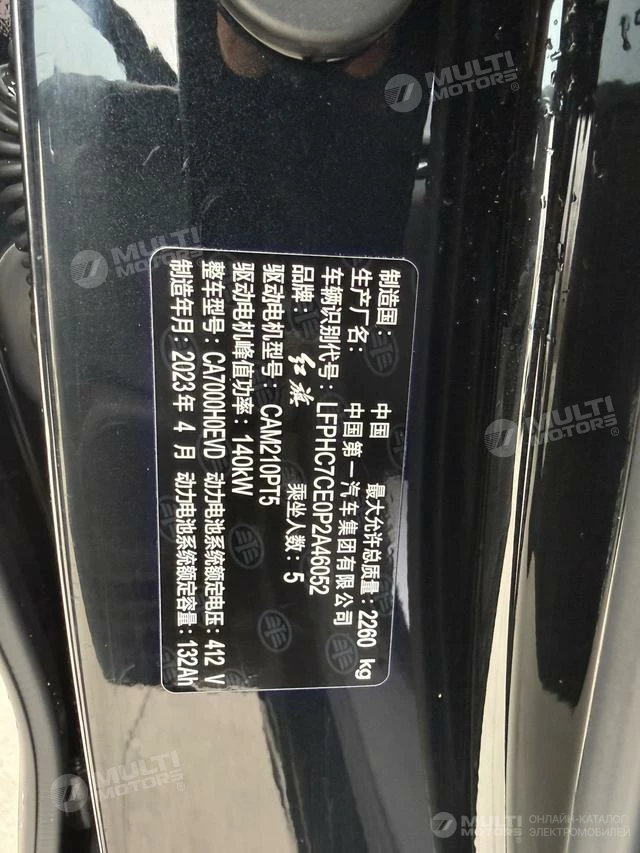 制造国: 中国 最大允许总质量: 2260 kg
生产厂名: 中国第一汽车集团有限公司
车辆识别代号: LFPHC7CE0P2A46052
品牌: 红旗 乘坐人数: 5
驱动电机型号: CAM210PT5
驱动电机峰值功率: 140kW
整车型号: CA7000H0EVD 动力电池系统额定电压: 412 V
制造年月: 2023年 4月 动力电池系统额定容量: 132Ah
MULTI
MOTORS®
MULTI
MOTORS®
MULTI
MOTORS®
MULTI
MOTORS®
MULTI
MOTORS®
ОНЛАЙН-КАТАЛОГ
ЭЛЕКТРОМОБИЛЕЙ